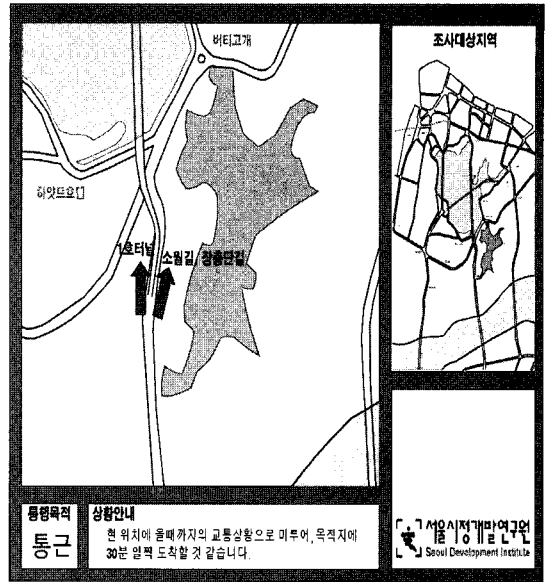 버티고개
조사대상지역
하얏트호텔
1호터널
소월길, 장충단길
통행목적
통근
상황안내
현 위치에 올때까지의 교통상황으로 미루어, 목적지에
30분 일찍 도착할 것 같습니다.
서울시정개발연구원
Seoul Development Institute